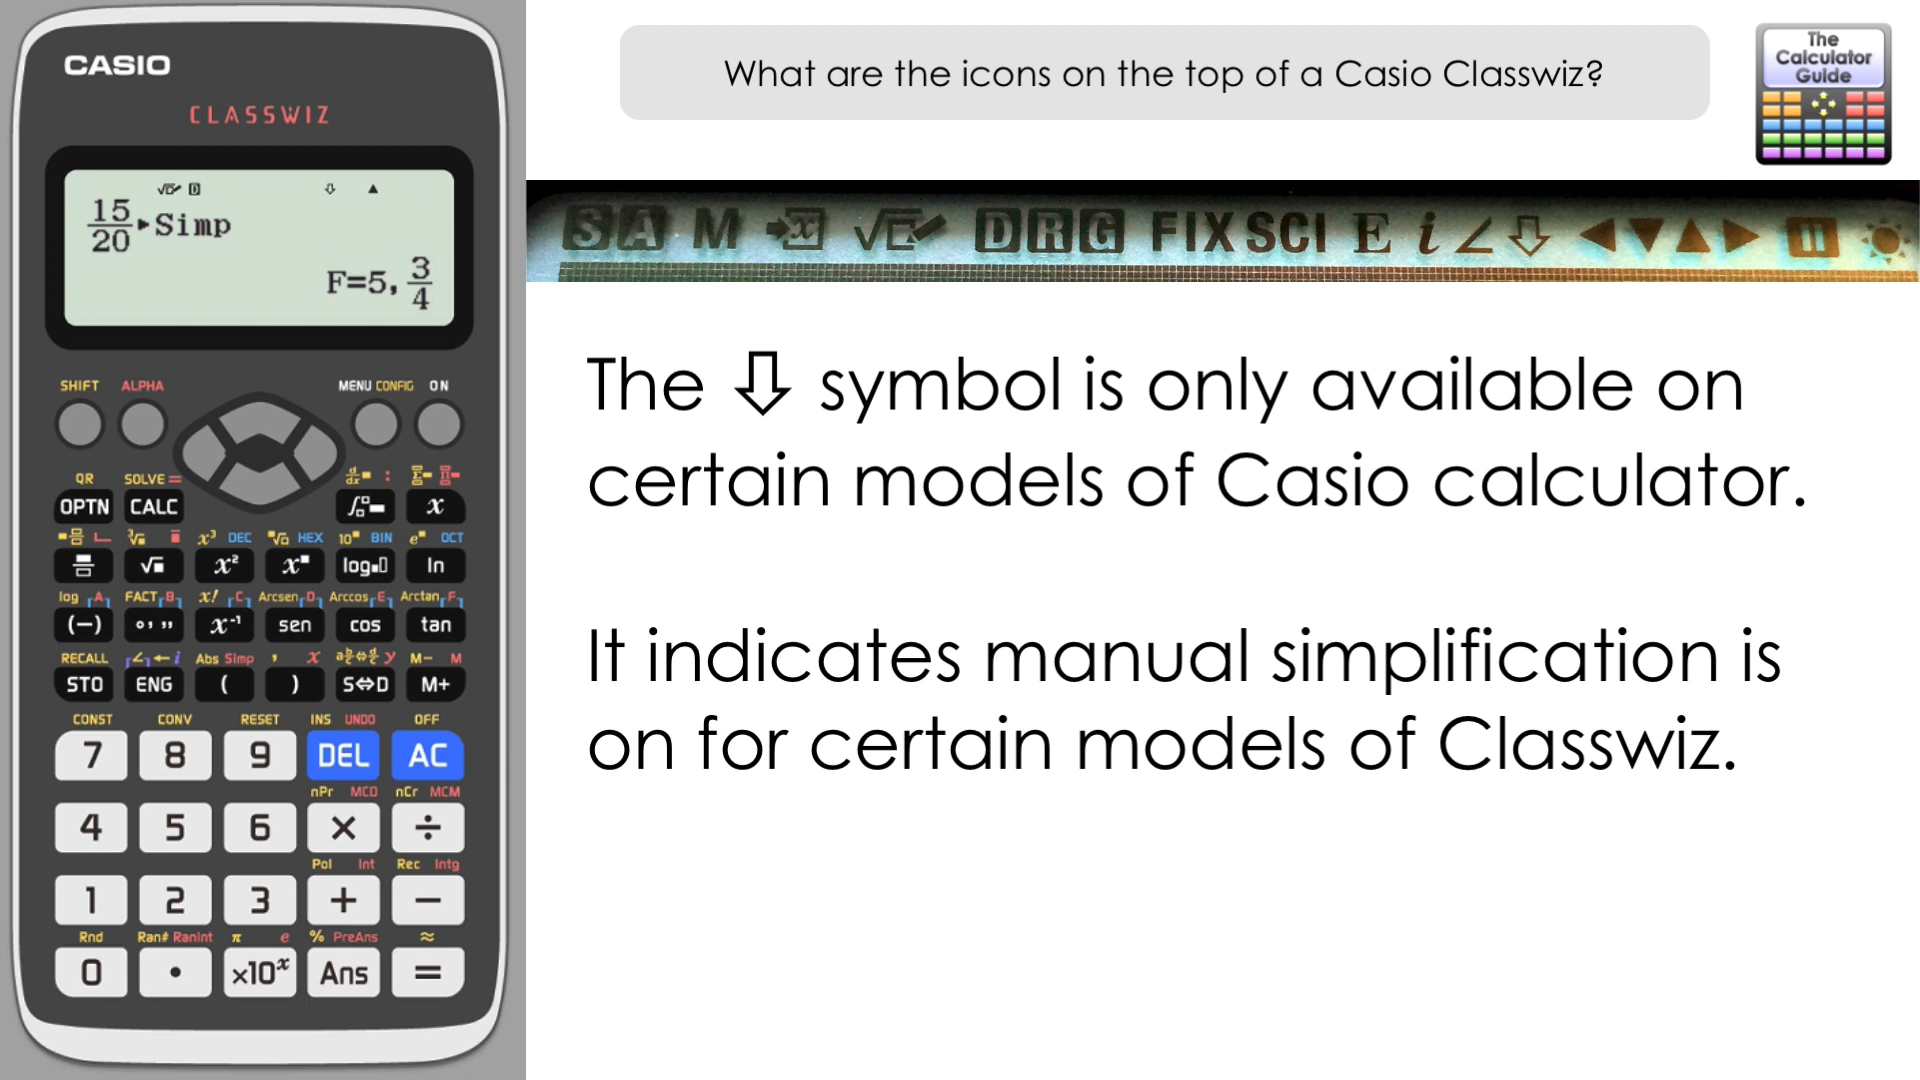 What are the icons on the top of a Casio Classwiz?
The
Calculator
Guide
CASIO
CLASSWIZ
√ D ⇩ ▲
15/20 ▸Simp
F=5, 3/4
S A M →x √ D R G FIX SCI E i ∠ ⇩ ◀ ▼ ▲ ▶ II
The ⇩ symbol is only available on
certain models of Casio calculator.
It indicates manual simplification is
on for certain models of Classwiz.
SHIFT ALPHA MENU CONFIG ON
QR SOLVE = d/dx : Σ Π
OPTN CALC ∫ x
∛ x³ DEC √ HEX 10 BIN e OCT
√ x² x log In
log A FACT B x! C Arcsen D Arccos E Arctan F
(−) ° ’ ” x⁻¹ sen cos tan
RECALL ∠ ← i Abs Simp , x a b/c ⇔ d/c y M− M
STO ENG ( ) S⇔D M+
CONST CONV RESET INS UNDO OFF
7 8 9 DEL AC
nPr MCD nCr MCM
4 5 6 × ÷
Pol Int Rec Intg
1 2 3 + −
Rnd Ran# RanInt π e % PreAns ≈
0 • ×10ˣ Ans =